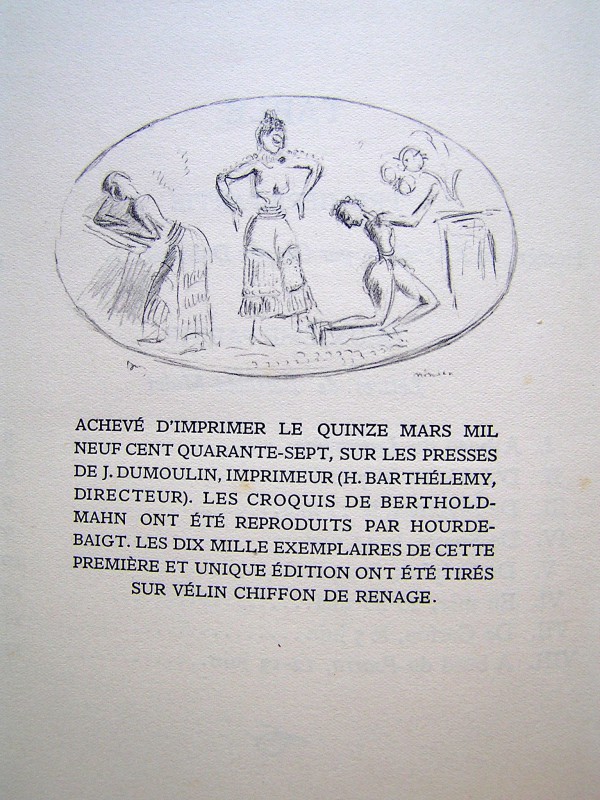 ACHEVÉ D'IMPRIMER LE QUINZE MARS MIL
NEUF CENT QUARANTE-SEPT, SUR LES PRESSES
DE J. DUMOULIN, IMPRIMEUR (H. BARTHÉLEMY,
DIRECTEUR). LES CROQUIS DE BERTHOLD-
MAHN ONT ÉTÉ REPRODUITS PAR HOURDE-
BAIGT. LES DIX MILLE EXEMPLAIRES DE CETTE
PREMIÈRE ET UNIQUE ÉDITION ONT ÉTÉ TIRÉS
SUR VÉLIN CHIFFON DE RENAGE.